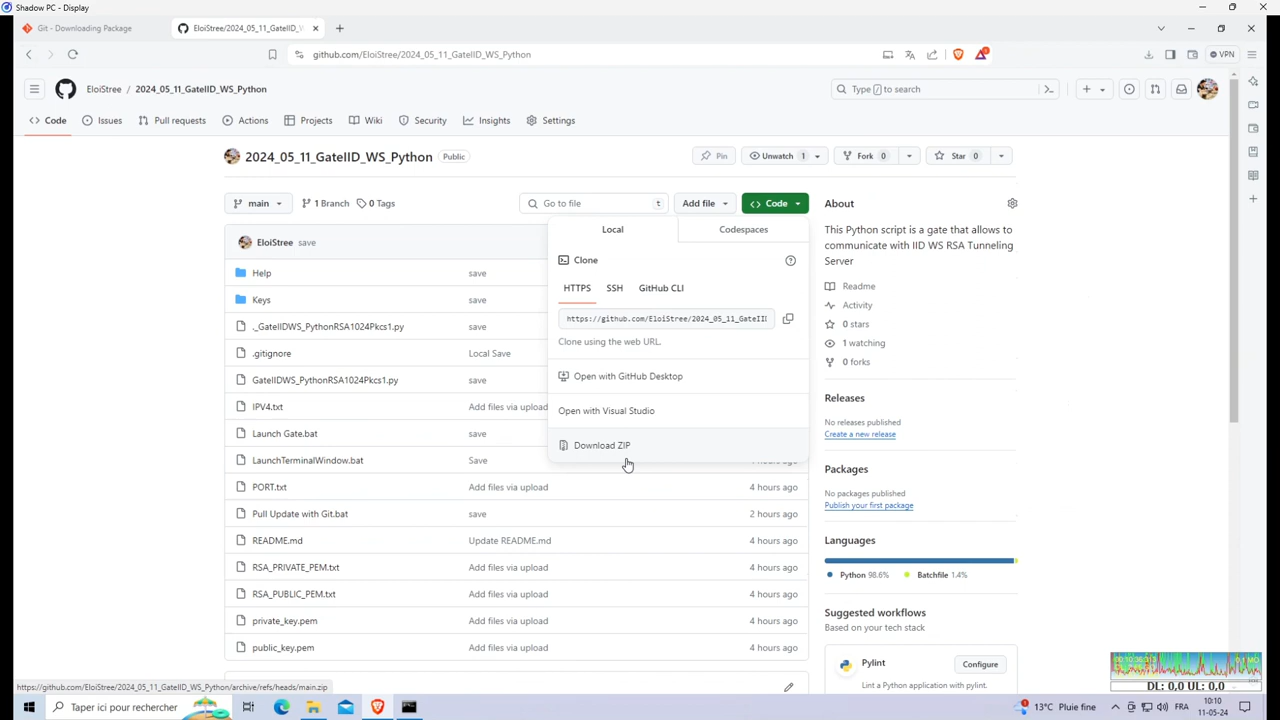 Shadow PC - Display
Git - Downloading Package
EloiStree/2024_05_11_GateIID_W
github.com/EloiStree/2024_05_11_GateIID_WS_Python
VPN
EloiStree / 2024_05_11_GateIID_WS_Python
Type / to search
Code
Issues
Pull requests
Actions
Projects
Wiki
Security
Insights
Settings
2024_05_11_GateIID_WS_Python
Public
Pin
Unwatch 1
Fork 0
Star 0
main
1 Branch
0 Tags
Go to file
t
Add file
Code
About
This Python script is a gate that allows to
communicate with IID WS RSA Tunneling
Server
Readme
Activity
0 stars
1 watching
0 forks
Releases
No releases published
Create a new release
Packages
No packages published
Publish your first package
Languages
Python 98.6%
Batchfile 1.4%
Suggested workflows
Based on your tech stack
Pylint
Configure
Lint a Python application with pylint.
Local
Codespaces
Clone
HTTPS
SSH
GitHub CLI
https://github.com/EloiStree/2024_05_11_GateII
Clone using the web URL.
Open with GitHub Desktop
Open with Visual Studio
Download ZIP
EloiStree save
Help save
Keys save
._GateIIDWS_PythonRSA1024Pkcs1.py save
.gitignore Local Save
GateIIDWS_PythonRSA1024Pkcs1.py save
IPV4.txt Add files via upload
Launch Gate.bat save
LaunchTerminalWindow.bat Save
PORT.txt Add files via upload 4 hours ago
Pull Update with Git.bat save 2 hours ago
README.md Update README.md 4 hours ago
RSA_PRIVATE_PEM.txt Add files via upload 4 hours ago
RSA_PUBLIC_PEM.txt Add files via upload 4 hours ago
private_key.pem Add files via upload 4 hours ago
public_key.pem Add files via upload 4 hours ago
https://github.com/EloiStree/2024_05_11_GateIID_WS_Python/archive/refs/heads/main.zip
DL: 0,0 UL: 0,0
Taper ici pour rechercher
13°C Pluie fine
FRA
10:10
11-05-24